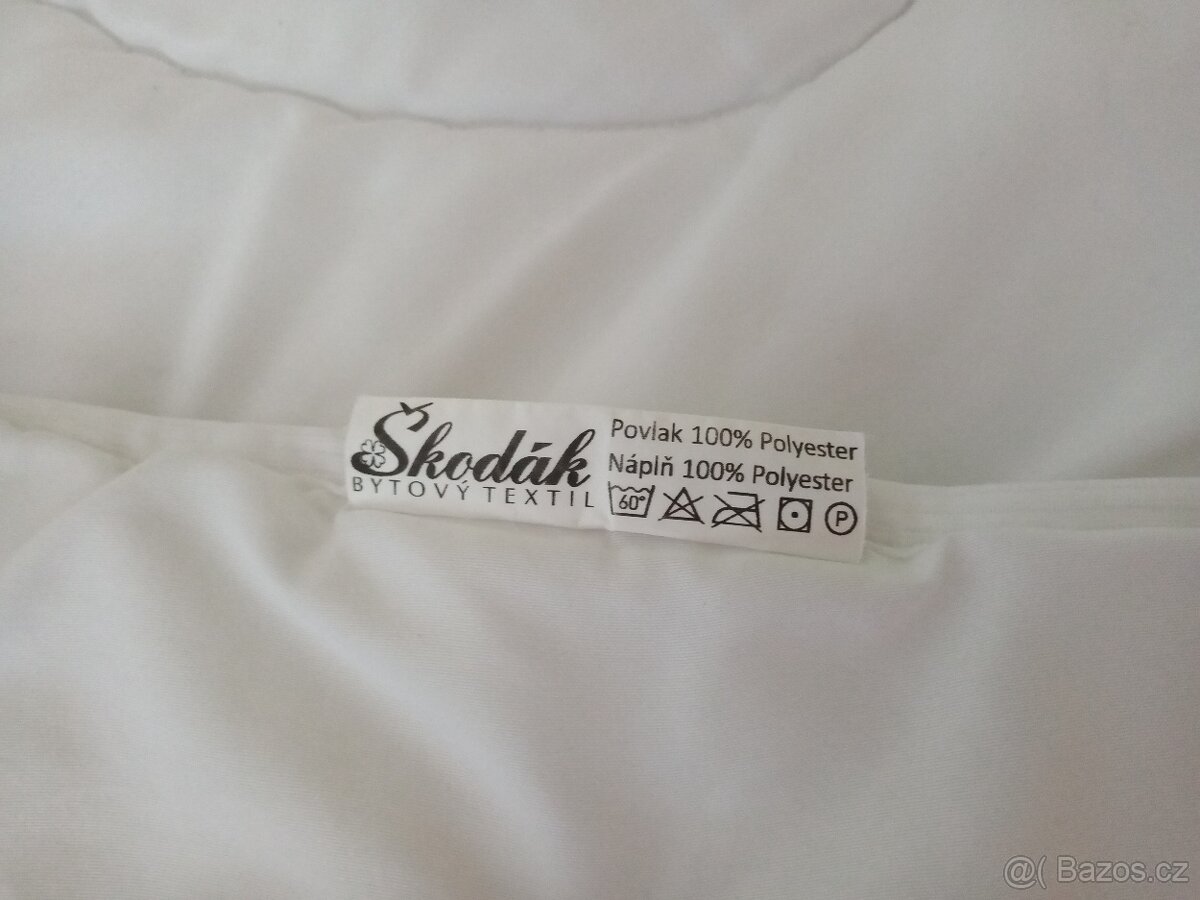 Škodák
BYTOVÝ TEXTIL
Povlak 100% Polyester
Náplň 100% Polyester
60°
P
@( Bazos.cz